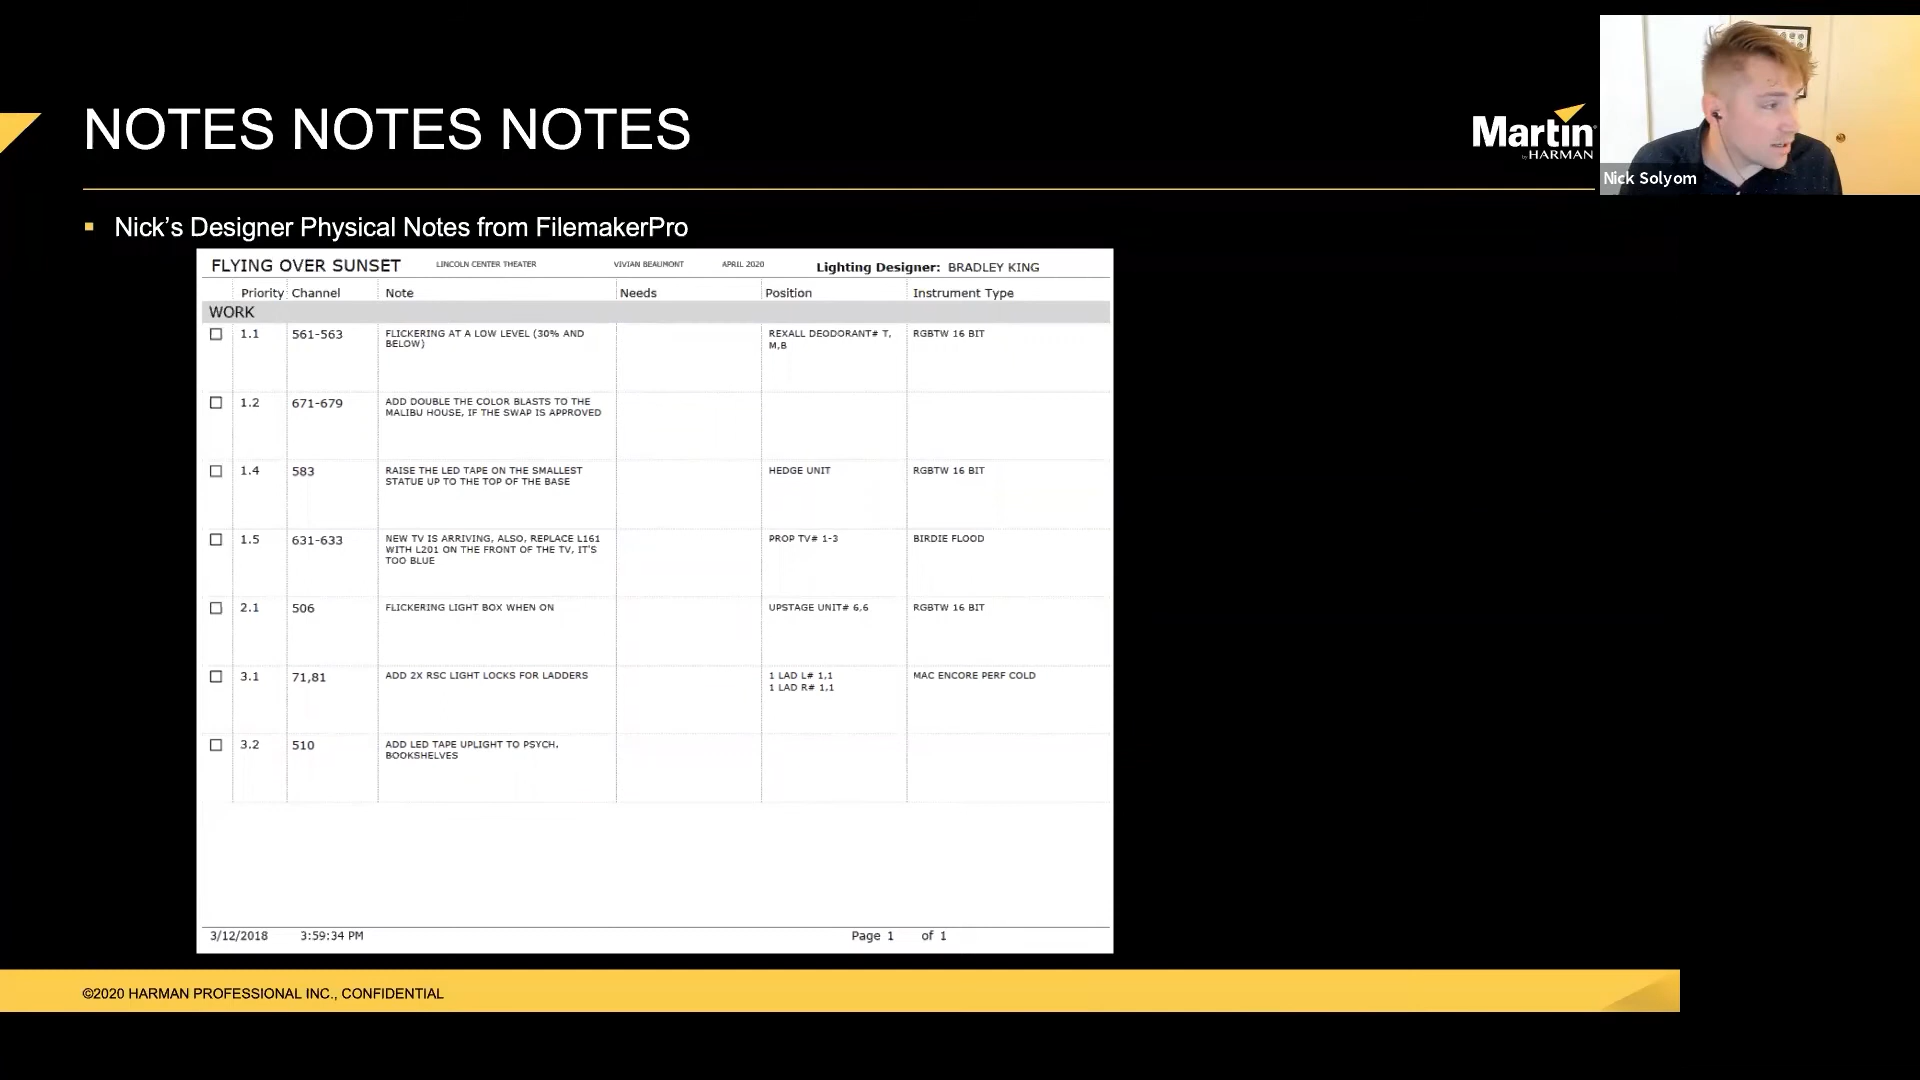 NOTES NOTES NOTES
Martin
by HARMAN
Nick Solyom
Nick’s Designer Physical Notes from FilemakerPro
FLYING OVER SUNSET LINCOLN CENTER THEATER VIVIAN BEAUMONT APRIL 2020 Lighting Designer: BRADLEY KING
Priority Channel Note Needs Position Instrument Type
WORK
1.1 561-563 FLICKERING AT A LOW LEVEL (30% AND REXALL DEODORANT# T, RGBTW 16 BIT
BELOW) M,B
1.2 671-679 ADD DOUBLE THE COLOR BLASTS TO THE
MALIBU HOUSE, IF THE SWAP IS APPROVED
1.4 583 RAISE THE LED TAPE ON THE SMALLEST HEDGE UNIT RGBTW 16 BIT
STATUE UP TO THE TOP OF THE BASE
1.5 631-633 NEW TV IS ARRIVING, ALSO, REPLACE L161 PROP TV# 1-3 BIRDIE FLOOD
WITH L201 ON THE FRONT OF THE TV, IT'S
TOO BLUE
2.1 506 FLICKERING LIGHT BOX WHEN ON UPSTAGE UNIT# 6,6 RGBTW 16 BIT
3.1 71,81 ADD 2X RSC LIGHT LOCKS FOR LADDERS 1 LAD L# 1,1 MAC ENCORE PERF COLD
1 LAD R# 1,1
3.2 510 ADD LED TAPE UPLIGHT TO PSYCH.
BOOKSHELVES
3/12/2018 3:59:34 PM Page 1 of 1
©2020 HARMAN PROFESSIONAL INC., CONFIDENTIAL